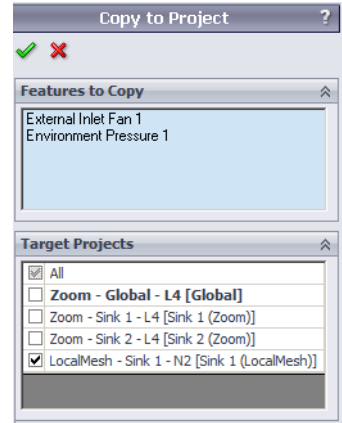 Copy to Project ?
Features to Copy
External Inlet Fan 1
Environment Pressure 1
Target Projects
All
Zoom - Global - L4 [Global]
Zoom - Sink 1 - L4 [Sink 1 (Zoom)]
Zoom - Sink 2 - L4 [Sink 2 (Zoom)]
LocalMesh - Sink 1 - N2 [Sink 1 (LocalMesh)]